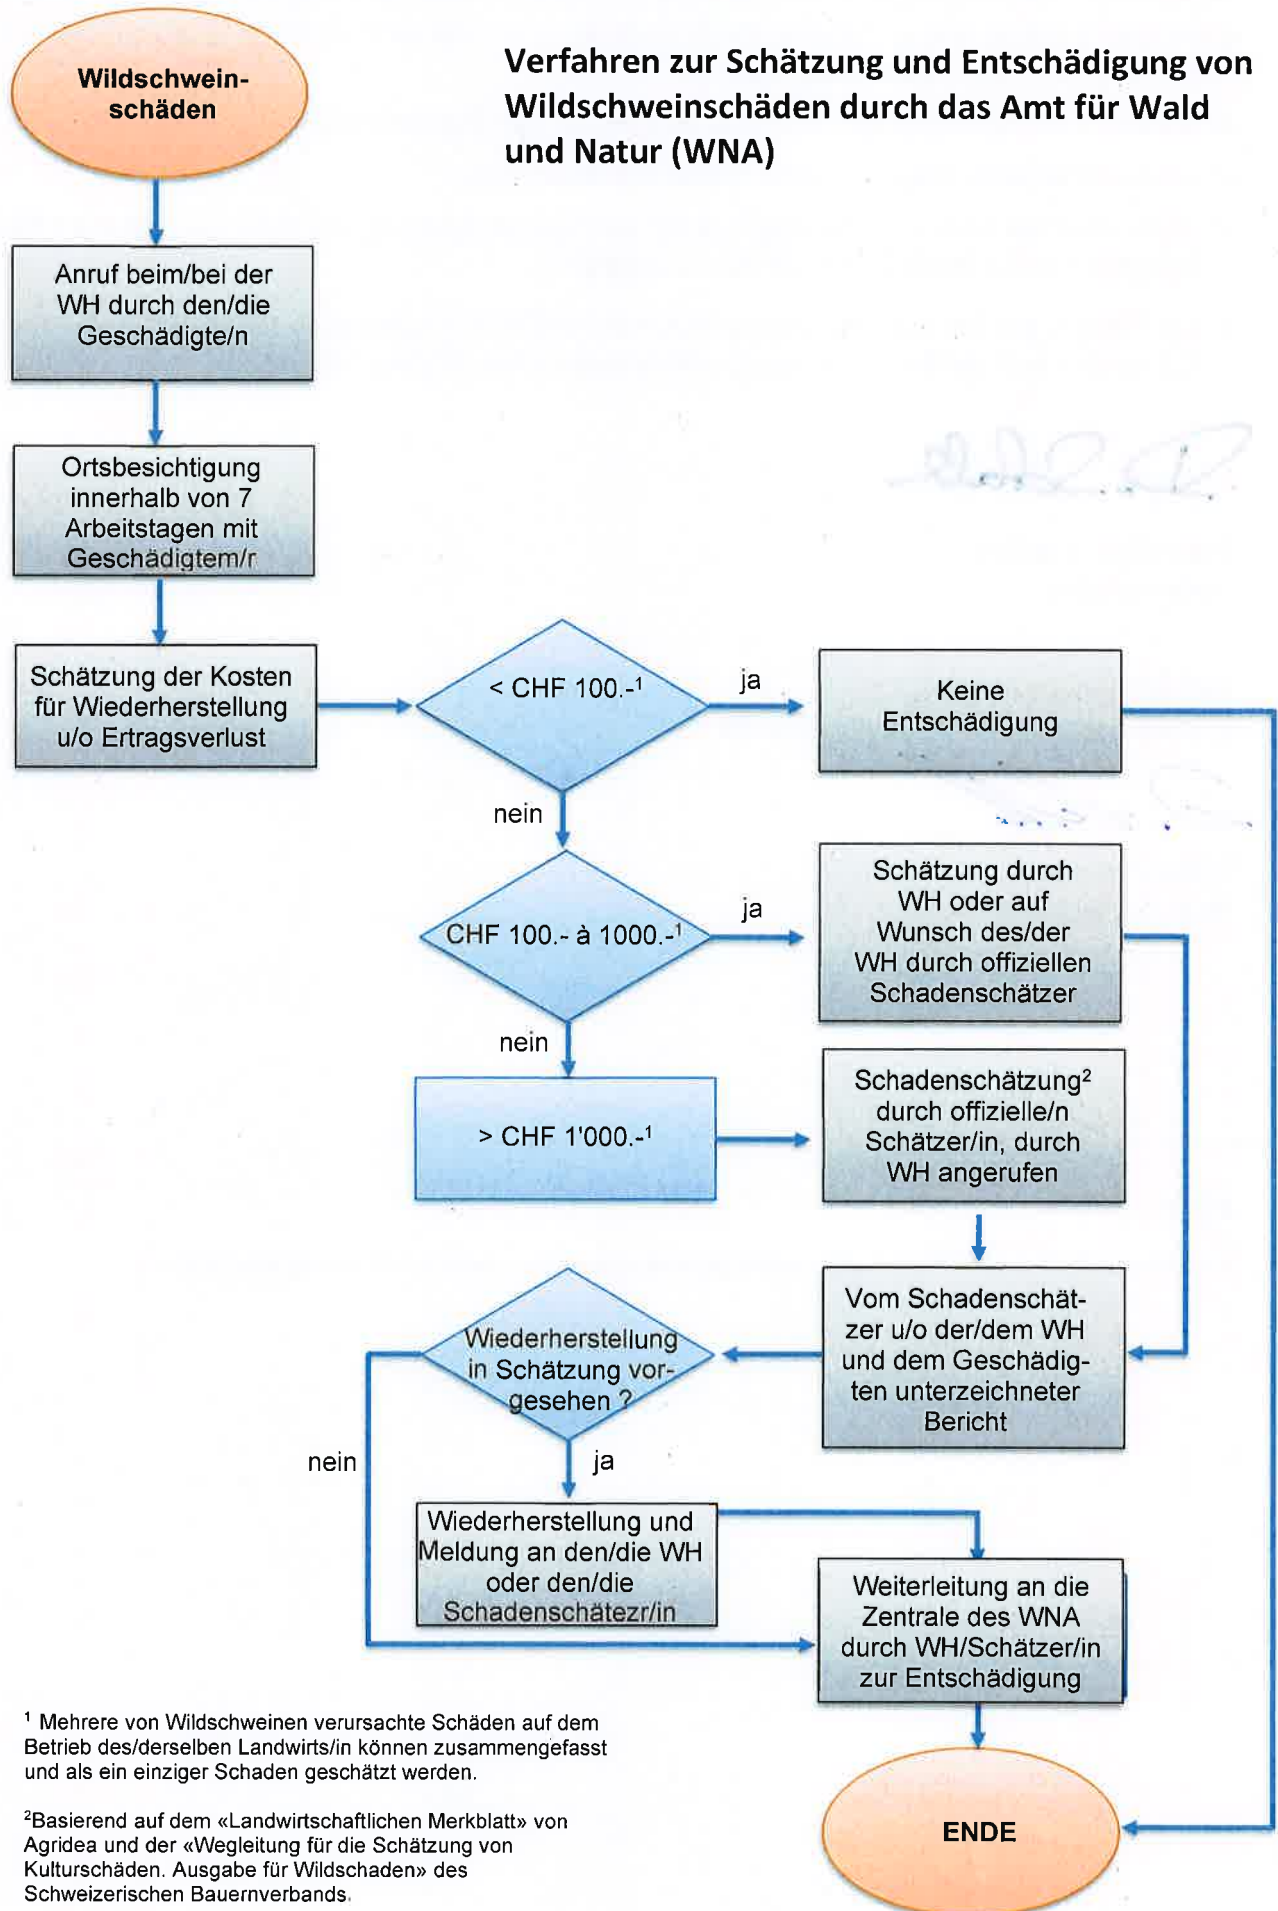 Wildschwein-
schäden
Verfahren zur Schätzung und Entschädigung von
Wildschweinschäden durch das Amt für Wald
und Natur (WNA)
Anruf beim/bei der
WH durch den/die
Geschädigte/n
Ortsbesichtigung
innerhalb von 7
Arbeitstagen mit
Geschädigtem/r
Schätzung der Kosten
für Wiederherstellung
u/o Ertragsverlust
< CHF 100.-¹
ja
Keine
Entschädigung
nein
CHF 100.- à 1000.-¹
ja
Schätzung durch
WH oder auf
Wunsch des/der
WH durch offiziellen
Schadenschätzer
nein
> CHF 1'000.-¹
Schadenschätzung²
durch offizielle/n
Schätzer/in, durch
WH angerufen
Vom Schadenschät-
zer u/o der/dem WH
und dem Geschädig-
ten unterzeichneter
Bericht
Wiederherstellung
in Schätzung vor-
gesehen ?
nein
ja
Wiederherstellung und
Meldung an den/die WH
oder den/die
Schadenschätezr/in
Weiterleitung an die
Zentrale des WNA
durch WH/Schätzer/in
zur Entschädigung
ENDE
¹ Mehrere von Wildschweinen verursachte Schäden auf dem
Betrieb des/derselben Landwirts/in können zusammengefasst
und als ein einziger Schaden geschätzt werden.
²Basierend auf dem «Landwirtschaftlichen Merkblatt» von
Agridea und der «Wegleitung für die Schätzung von
Kulturschäden. Ausgabe für Wildschaden» des
Schweizerischen Bauernverbands.